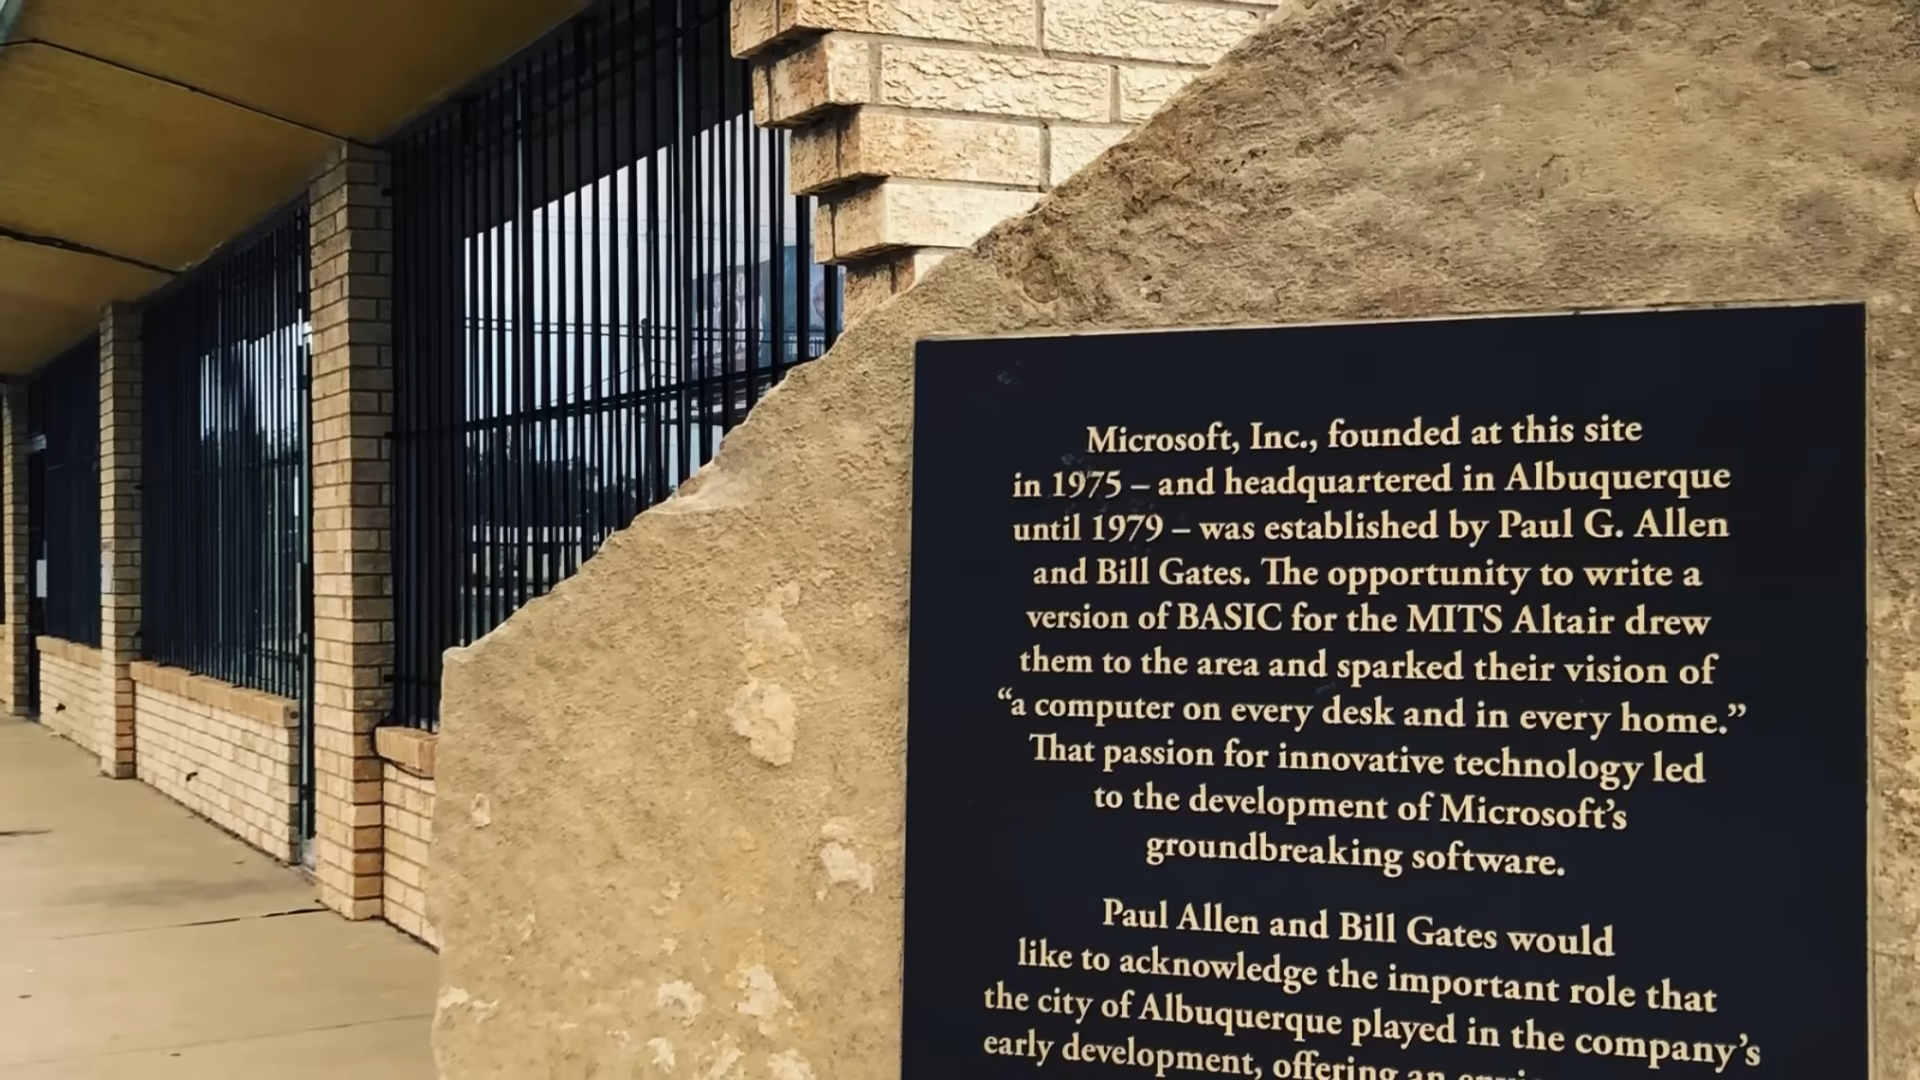 Microsoft, Inc., founded at this site
in 1975 – and headquartered in Albuquerque
until 1979 – was established by Paul G. Allen
and Bill Gates. The opportunity to write a
version of BASIC for the MITS Altair drew
them to the area and sparked their vision of
“a computer on every desk and in every home.”
That passion for innovative technology led
to the development of Microsoft’s
groundbreaking software.
Paul Allen and Bill Gates would
like to acknowledge the important role that
the city of Albuquerque played in the company’s
early development, offering an